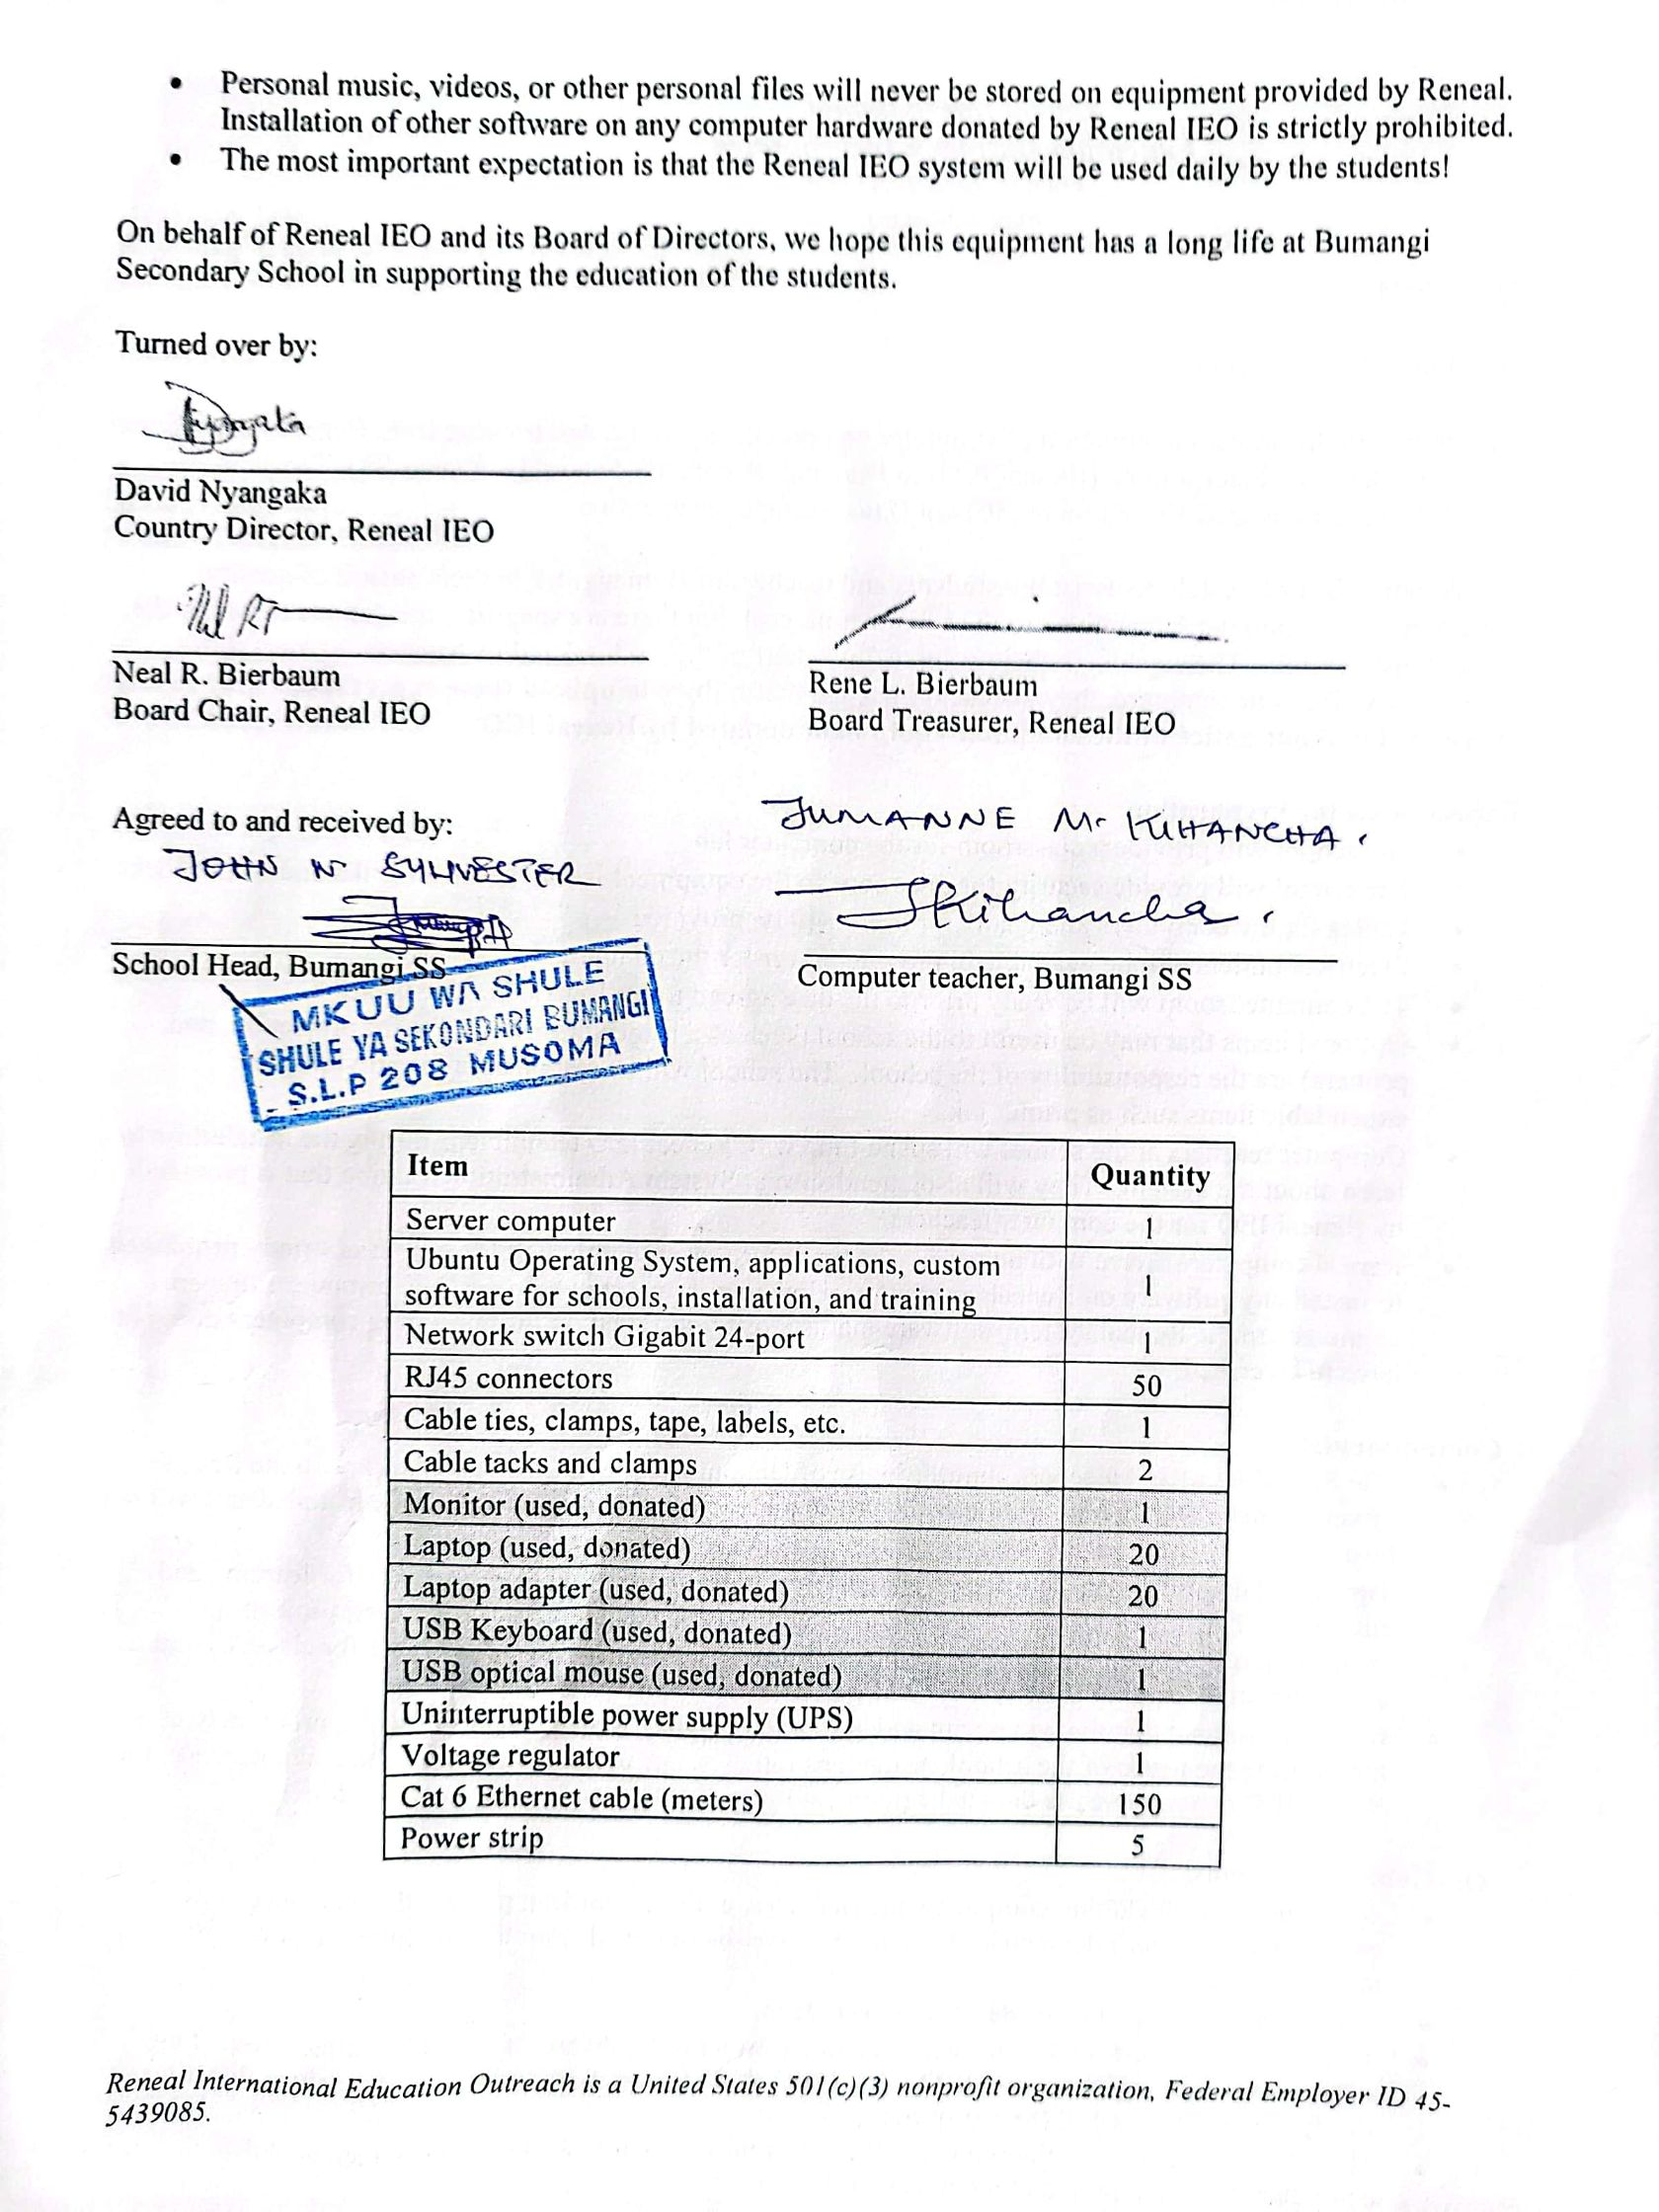 • Personal music, videos, or other personal files will never be stored on equipment provided by Reneal.
Installation of other software on any computer hardware donated by Reneal IEO is strictly prohibited.
• The most important expectation is that the Reneal IEO system will be used daily by the students!
On behalf of Reneal IEO and its Board of Directors, we hope this equipment has a long life at Bumangi
Secondary School in supporting the education of the students.
Turned over by:
David Nyangaka
Country Director, Reneal IEO
Neal R. Bierbaum
Board Chair, Reneal IEO
Rene L. Bierbaum
Board Treasurer, Reneal IEO
Agreed to and received by:
JOHN N SYLVESTER
School Head, Bumangi SS
JUMANNE M. KIHANCHA.
JKihancha.
Computer teacher, Bumangi SS
MKUU WA SHULE
SHULE YA SEKONDARI BUMANGI
S.L.P 208 MUSOMA
Item Quantity
Server computer 1
Ubuntu Operating System, applications, custom
software for schools, installation, and training 1
Network switch Gigabit 24-port 1
RJ45 connectors 50
Cable ties, clamps, tape, labels, etc. 1
Cable tacks and clamps 2
Monitor (used, donated) 1
Laptop (used, donated) 20
Laptop adapter (used, donated) 20
USB Keyboard (used, donated) 1
USB optical mouse (used, donated) 1
Uninterruptible power supply (UPS) 1
Voltage regulator 1
Cat 6 Ethernet cable (meters) 150
Power strip 5
Reneal International Education Outreach is a United States 501(c)(3) nonprofit organization, Federal Employer ID 45-
5439085.